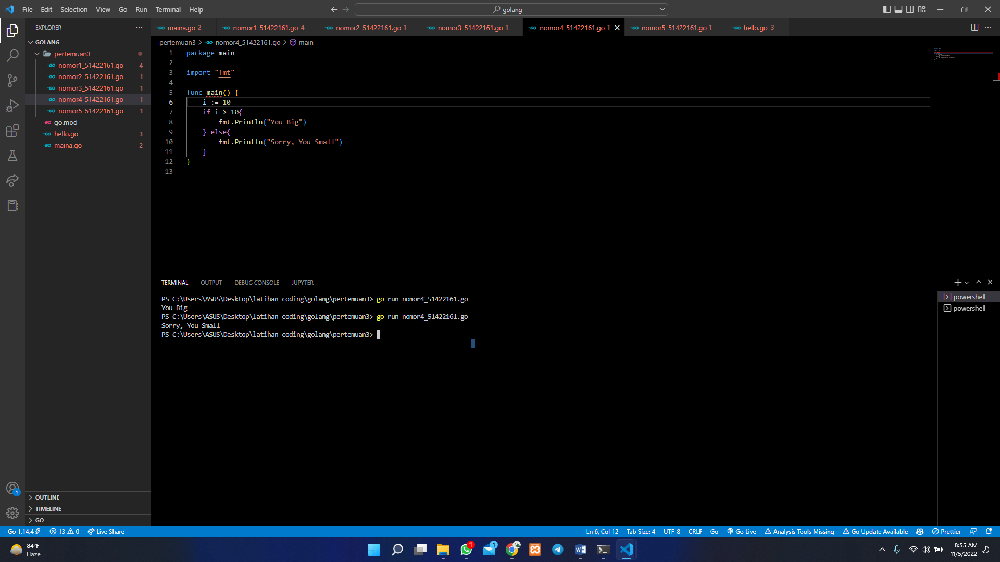 File Edit Selection View Go Run Terminal Help
golang
EXPLORER
GOLANG
pertemuan3
nomor1_51422161.go 4
nomor2_51422161.go 1
nomor3_51422161.go 1
nomor4_51422161.go 1
nomor5_51422161.go 1
go.mod
hello.go 3
maina.go 2
OUTLINE
TIMELINE
GO
maina.go 2 nomor1_51422161.go 4 nomor2_51422161.go 1 nomor3_51422161.go 1 nomor4_51422161.go 1 nomor5_51422161.go 1 hello.go 3
pertemuan3 > nomor4_51422161.go > main
1 package main
2
3 import "fmt"
4
5 func main() {
6 i := 10
7 if i > 10{
8 fmt.Println("You Big")
9 } else{
10 fmt.Println("Sorry, You Small")
11 }
12 }
13
TERMINAL OUTPUT DEBUG CONSOLE JUPYTER
PS C:\Users\ASUS\Desktop\latihan coding\golang\pertemuan3> go run nomor4_51422161.go
You Big
PS C:\Users\ASUS\Desktop\latihan coding\golang\pertemuan3> go run nomor4_51422161.go
Sorry, You Small
PS C:\Users\ASUS\Desktop\latihan coding\golang\pertemuan3>
powershell
powershell
1
Go 1.14.4 13 0 Live Share Ln 6, Col 12 Tab Size: 4 UTF-8 CRLF Go Go Live Analysis Tools Missing Go Update Available Prettier
84°F
Haze
1
1
8:55 AM
11/5/2022